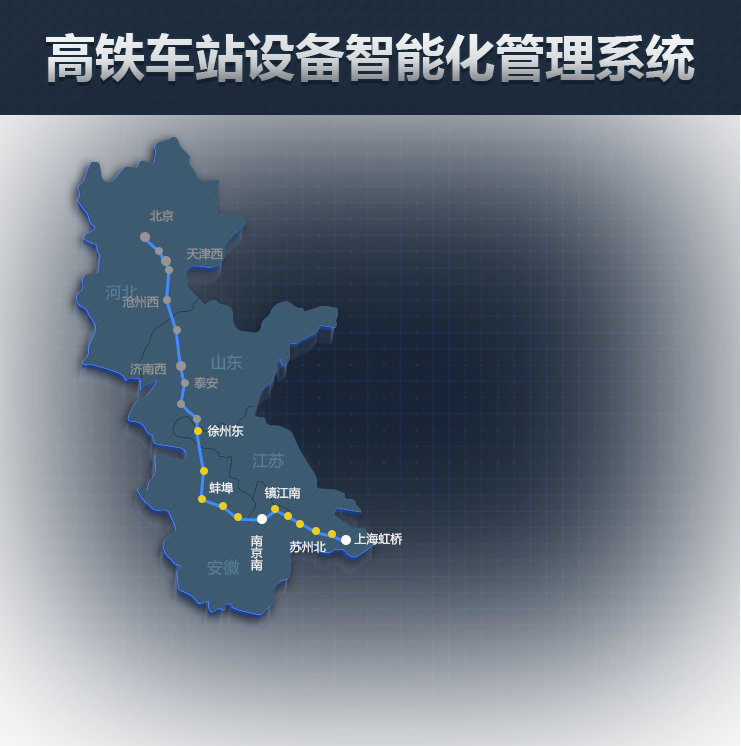 高铁车站设备智能化管理系统
北京
天津西
河北
沧州西
山东
济南西
泰安
徐州东
江苏
蚌埠
镇江南
南京南
上海虹桥
苏州北
安徽